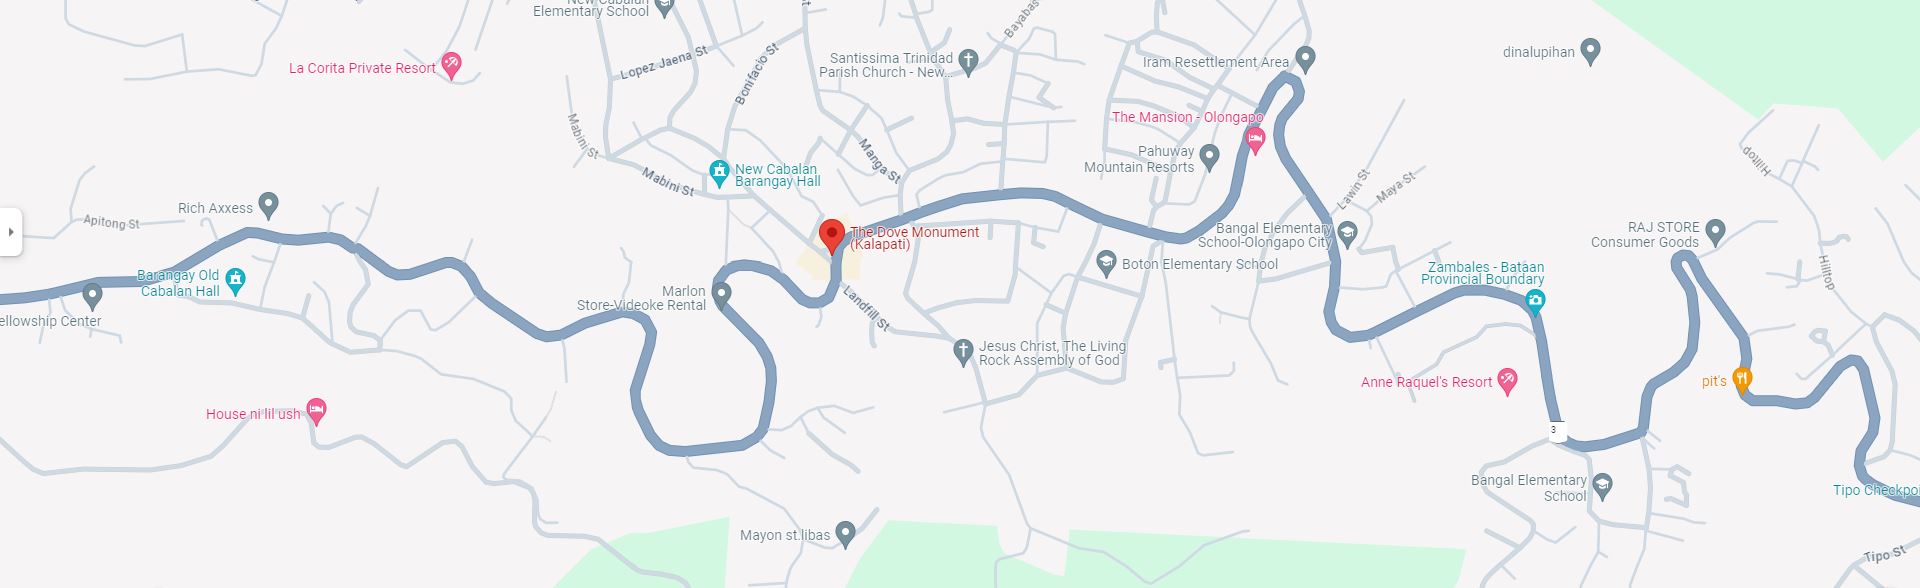 New Cabalan
Elementary School
La Corita Private Resort
Lopez Jaena St
Bonifacio St
Santissima Trinidad
Parish Church - New...
Bayabas
Iram Resettlement Area
dinalupihan
The Mansion - Olongapo
Mabini St
Manga St
Pahuway
Mountain Resorts
Hilltop
New Cabalan
Barangay Hall
Mabini St
Lawin St
Maya St
Rich Axxess
Apitong St
The Dove Monument
(Kalapati)
Bangal Elementary
School-Olongapo City
RAJ STORE
Consumer Goods
Boton Elementary School
Hilltop
Barangay Old
Cabalan Hall
Zambales - Bataan
Provincial Boundary
Marlon
Store-Videoke Rental
Landfill St
ellowship Center
Jesus Christ, The Living
Rock Assembly of God
Anne Raquel's Resort
pit's
House ni lil ush
3
Bangal Elementary
School
Tipo Checkpoi
Mayon st.libas
Tipo St